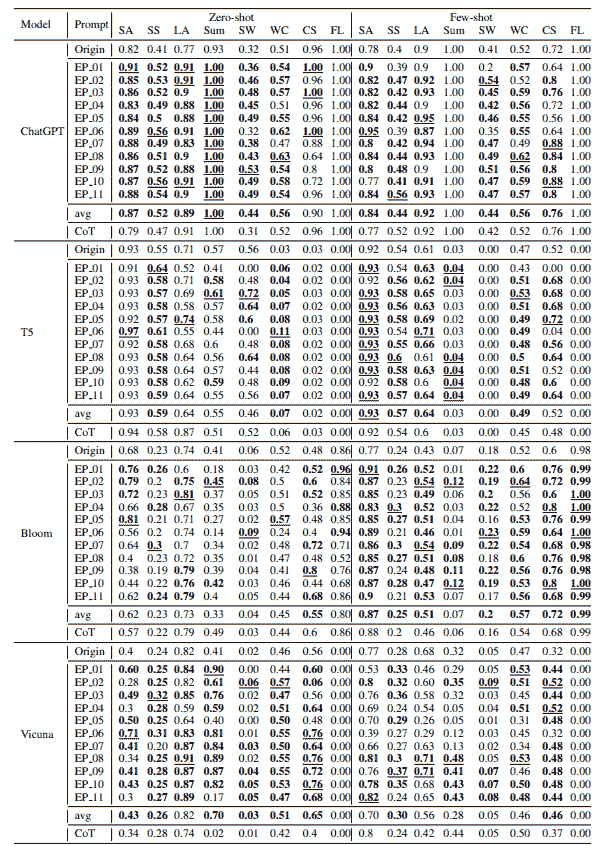 Model Prompt Zero-shot Few-shot
SA SS LA Sum SW WC CS FL SA SS LA Sum SW WC CS FL
ChatGPT
Origin 0.82 0.41 0.77 0.93 0.32 0.51 0.96 1.00 0.78 0.4 0.9 1.00 0.41 0.52 0.72 1.00
EP_01 0.91 0.52 0.91 1.00 0.36 0.54 1.00 1.00 0.9 0.39 0.9 1.00 0.2 0.57 0.64 1.00
EP_02 0.85 0.53 0.91 1.00 0.46 0.57 0.96 1.00 0.82 0.47 0.92 1.00 0.54 0.52 0.8 1.00
EP_03 0.86 0.52 0.9 1.00 0.48 0.57 1.00 1.00 0.82 0.42 0.93 1.00 0.45 0.59 0.76 1.00
EP_04 0.83 0.49 0.88 1.00 0.45 0.51 0.96 1.00 0.82 0.44 0.9 1.00 0.42 0.56 0.72 1.00
EP_05 0.84 0.5 0.88 1.00 0.49 0.55 0.96 1.00 0.84 0.42 0.95 1.00 0.46 0.55 0.56 1.00
EP_06 0.89 0.56 0.91 1.00 0.32 0.62 1.00 1.00 0.95 0.39 0.87 1.00 0.35 0.55 0.64 1.00
EP_07 0.88 0.49 0.83 1.00 0.38 0.47 0.88 1.00 0.8 0.42 0.94 1.00 0.47 0.49 0.88 1.00
EP_08 0.86 0.51 0.9 1.00 0.43 0.63 0.64 1.00 0.84 0.44 0.93 1.00 0.49 0.62 0.84 1.00
EP_09 0.87 0.52 0.88 1.00 0.53 0.54 0.52 1.00 0.8 0.48 0.9 1.00 0.51 0.56 0.8 1.00
EP_10 0.87 0.56 0.91 1.00 0.49 0.58 0.72 1.00 0.77 0.41 0.91 1.00 0.47 0.59 0.88 1.00
EP_11 0.88 0.54 0.9 1.00 0.49 0.54 0.96 1.00 0.84 0.56 0.93 1.00 0.47 0.57 0.8 1.00
avg 0.87 0.52 0.89 1.00 0.44 0.56 0.90 1.00 0.84 0.44 0.92 1.00 0.44 0.56 0.76 1.00
CoT 0.79 0.47 0.91 1.00 0.31 0.52 0.96 1.00 0.77 0.52 0.92 1.00 0.42 0.52 0.76 1.00
T5
Origin 0.93 0.55 0.71 0.57 0.56 0.03 0.03 0.00 0.92 0.54 0.61 0.03 0.00 0.47 0.52 0.00
EP_01 0.91 0.64 0.52 0.41 0.00 0.06 0.02 0.00 0.93 0.54 0.63 0.04 0.00 0.43 0.00 0.00
EP_02 0.93 0.58 0.71 0.58 0.48 0.04 0.02 0.00 0.92 0.56 0.62 0.04 0.00 0.51 0.68 0.00
EP_03 0.93 0.57 0.69 0.61 0.72 0.05 0.02 0.00 0.93 0.58 0.65 0.03 0.00 0.53 0.68 0.00
EP_04 0.93 0.58 0.58 0.57 0.64 0.07 0.02 0.00 0.93 0.56 0.63 0.03 0.00 0.51 0.68 0.00
EP_05 0.92 0.57 0.74 0.58 0.6 0.08 0.03 0.00 0.93 0.58 0.69 0.03 0.00 0.49 0.72 0.00
EP_06 0.97 0.61 0.55 0.44 0.00 0.11 0.03 0.00 0.93 0.54 0.71 0.03 0.00 0.49 0.04 0.00
EP_07 0.92 0.58 0.68 0.6 0.48 0.08 0.02 0.00 0.93 0.55 0.66 0.03 0.00 0.48 0.56 0.00
EP_08 0.93 0.58 0.64 0.56 0.64 0.08 0.03 0.00 0.93 0.6 0.61 0.04 0.00 0.5 0.64 0.00
EP_09 0.93 0.58 0.64 0.57 0.44 0.08 0.02 0.00 0.93 0.58 0.63 0.04 0.00 0.51 0.52 0.00
EP_10 0.93 0.58 0.62 0.59 0.48 0.09 0.02 0.00 0.92 0.58 0.6 0.04 0.00 0.48 0.6 0.00
EP_11 0.93 0.59 0.64 0.55 0.56 0.07 0.03 0.00 0.93 0.57 0.64 0.04 0.00 0.49 0.64 0.00
avg 0.93 0.59 0.64 0.55 0.46 0.07 0.02 0.00 0.93 0.57 0.64 0.03 0.00 0.49 0.52 0.00
CoT 0.94 0.58 0.87 0.51 0.52 0.06 0.03 0.00 0.92 0.54 0.6 0.03 0.00 0.45 0.48 0.00
Bloom
Origin 0.68 0.23 0.74 0.41 0.06 0.52 0.48 0.86 0.77 0.24 0.43 0.07 0.18 0.52 0.6 0.98
EP_01 0.76 0.26 0.6 0.18 0.03 0.42 0.52 0.96 0.91 0.26 0.52 0.01 0.22 0.6 0.76 0.99
EP_02 0.79 0.2 0.75 0.45 0.08 0.5 0.6 0.84 0.87 0.23 0.54 0.12 0.19 0.64 0.72 0.99
EP_03 0.72 0.23 0.81 0.37 0.05 0.51 0.52 0.85 0.85 0.23 0.49 0.06 0.2 0.56 0.6 1.00
EP_04 0.66 0.28 0.67 0.35 0.03 0.5 0.36 0.88 0.83 0.3 0.52 0.03 0.22 0.52 0.8 1.00
EP_05 0.81 0.21 0.71 0.27 0.02 0.57 0.48 0.85 0.85 0.27 0.51 0.04 0.16 0.53 0.76 0.99
EP_06 0.56 0.2 0.74 0.14 0.09 0.24 0.4 0.94 0.89 0.21 0.46 0.01 0.23 0.59 0.64 1.00
EP_07 0.64 0.3 0.7 0.34 0.02 0.48 0.72 0.71 0.86 0.3 0.54 0.09 0.22 0.54 0.68 0.98
EP_08 0.4 0.23 0.72 0.35 0.01 0.47 0.48 0.52 0.85 0.27 0.51 0.08 0.18 0.6 0.76 0.98
EP_09 0.38 0.19 0.79 0.39 0.01 0.41 0.8 0.76 0.87 0.24 0.48 0.11 0.22 0.56 0.76 0.98
EP_10 0.44 0.22 0.76 0.42 0.03 0.46 0.44 0.68 0.87 0.28 0.47 0.12 0.19 0.53 0.8 1.00
EP_11 0.62 0.24 0.79 0.4 0.05 0.44 0.68 0.86 0.9 0.21 0.53 0.07 0.17 0.56 0.68 0.99
avg 0.62 0.23 0.73 0.33 0.04 0.45 0.55 0.80 0.87 0.25 0.51 0.07 0.2 0.57 0.72 0.99
CoT 0.57 0.22 0.79 0.49 0.03 0.44 0.6 0.86 0.88 0.2 0.46 0.06 0.16 0.54 0.68 0.99
Vicuna
Origin 0.4 0.24 0.82 0.41 0.02 0.46 0.56 0.00 0.77 0.28 0.68 0.32 0.05 0.47 0.32 0.00
EP_01 0.60 0.25 0.84 0.90 0.00 0.44 0.60 0.00 0.53 0.33 0.46 0.29 0.05 0.53 0.44 0.00
EP_02 0.28 0.25 0.82 0.61 0.06 0.57 0.06 0.00 0.8 0.32 0.60 0.35 0.09 0.51 0.52 0.00
EP_03 0.49 0.32 0.85 0.76 0.02 0.47 0.56 0.00 0.76 0.36 0.58 0.32 0.03 0.45 0.44 0.00
EP_04 0.3 0.28 0.59 0.59 0.02 0.51 0.64 0.00 0.69 0.24 0.54 0.05 0.04 0.51 0.52 0.00
EP_05 0.50 0.25 0.64 0.40 0.00 0.50 0.48 0.00 0.70 0.29 0.26 0.05 0.01 0.31 0.48 0.00
EP_06 0.71 0.31 0.83 0.81 0.01 0.55 0.76 0.00 0.39 0.27 0.29 0.12 0.03 0.45 0.32 0.00
EP_07 0.41 0.20 0.87 0.84 0.03 0.50 0.64 0.00 0.66 0.27 0.63 0.13 0.02 0.34 0.48 0.00
EP_08 0.34 0.25 0.91 0.89 0.02 0.55 0.76 0.00 0.81 0.3 0.71 0.48 0.00 0.53 0.48 0.00
EP_09 0.41 0.28 0.87 0.87 0.04 0.55 0.72 0.00 0.76 0.37 0.71 0.41 0.07 0.46 0.48 0.00
EP_10 0.43 0.25 0.87 0.82 0.05 0.53 0.76 0.00 0.78 0.35 0.68 0.43 0.07 0.50 0.48 0.00
EP_11 0.3 0.27 0.89 0.17 0.05 0.47 0.68 0.00 0.82 0.24 0.65 0.43 0.08 0.48 0.44 0.00
avg 0.43 0.26 0.82 0.70 0.03 0.51 0.65 0.00 0.70 0.30 0.56 0.28 0.05 0.46 0.46 0.00
CoT 0.34 0.28 0.74 0.02 0.01 0.42 0.4 0.00 0.8 0.24 0.42 0.44 0.05 0.50 0.37 0.00